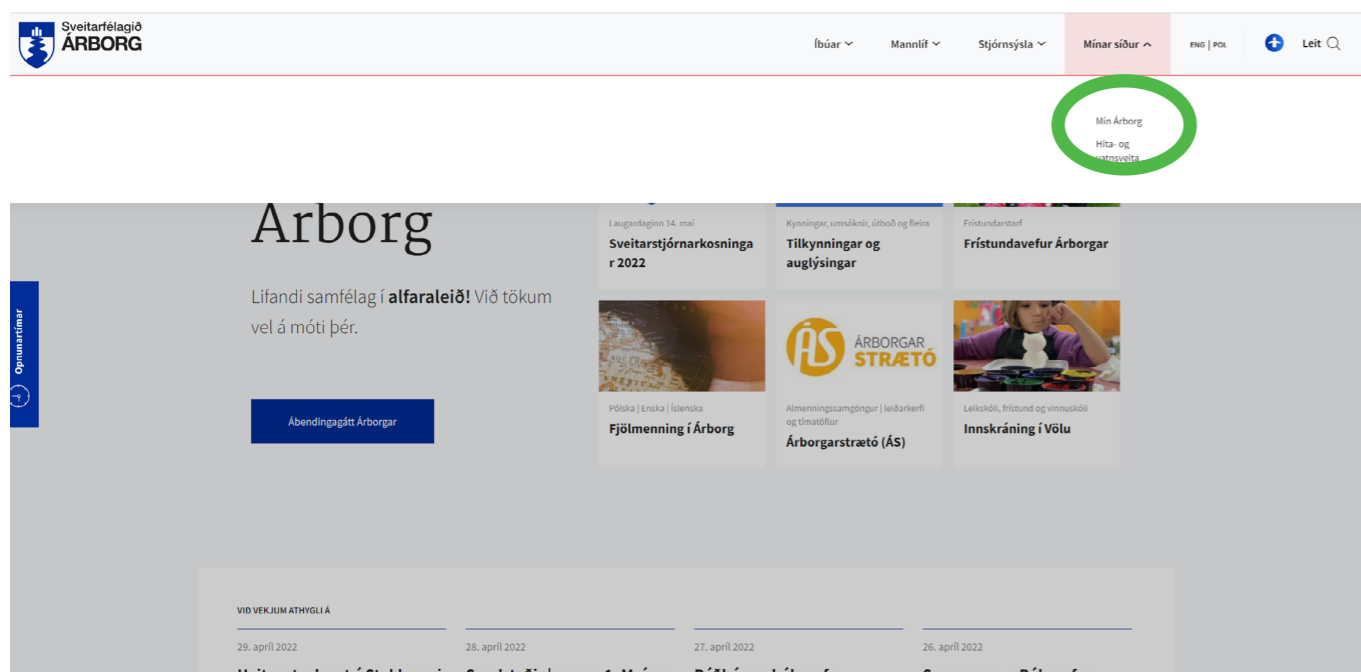 Sveitarfélagið
ÁRBORG
Íbúar
Mannlíf
Stjórnsýsla
Mínar síður
ENG | POL
Leit
Mín Árborg
Hita- og
vatnsveita
Árborg
Lifandi samfélag í alfaraleið! Við tökum
vel á móti þér.
Ábendingagátt Árborgar
Opnunartímar
Laugardaginn 14. maí
Sveitarstjórnarkosninga
r 2022
Kynningar, umsóknir, útboð og fleira
Tilkynningar og
auglýsingar
Frístundarstarf
Frístundavefur Árborgar
Pólska | Enska | Íslenska
Fjölmenning í Árborg
ÁS ÁRBORGAR
STRÆTÓ
Almenningssamgöngur | leiðarkerfi
og tímatöflur
Árborgarstrætó (ÁS)
Leikskóli, frístund og vinnuskóli
Innskráning í Völu
VIÐ VEKJUM ATHYGLI Á
29. apríl 2022
28. apríl 2022
27. apríl 2022
26. apríl 2022